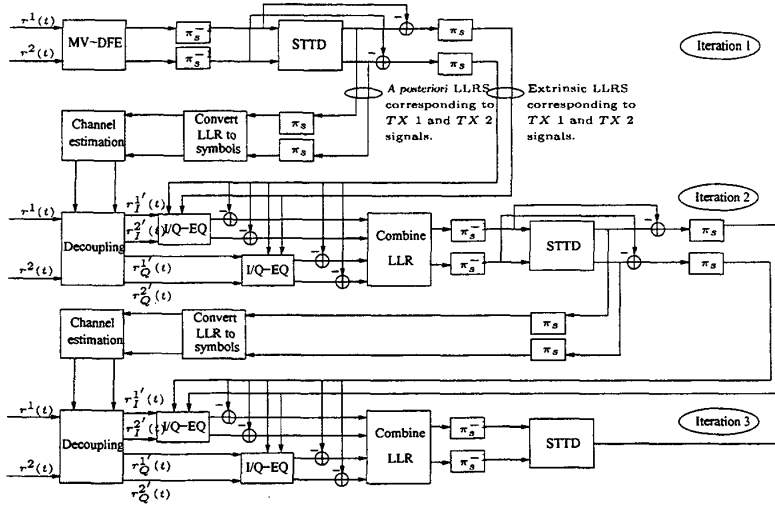 r¹(t)
r²(t)
MV-DFE
π_s^-
π_s^-
STTD
−
−
π_s
π_s
Iteration 1
A posteriori LLRS
corresponding to
TX 1 and TX 2
signals.
Extrinsic LLRS
corresponding to
TX 1 and TX 2
signals.
Channel
estimation
Convert
LLR to
symbols
π_s
π_s
Iteration 2
r¹(t)
r²(t)
Decoupling
r_I^1'(t)
r_I^2'(t)
r_Q^1'(t)
r_Q^2'(t)
I/Q-EQ
I/Q-EQ
−
−
−
−
Combine
LLR
π_s^-
π_s^-
STTD
−
−
π_s
π_s
Channel
estimation
Convert
LLR to
symbols
π_s
π_s
Iteration 3
r¹(t)
r²(t)
Decoupling
r_I^1'(t)
r_I^2'(t)
r_Q^1'(t)
r_Q^2'(t)
I/Q-EQ
I/Q-EQ
−
−
−
−
Combine
LLR
π_s^-
π_s^-
STTD